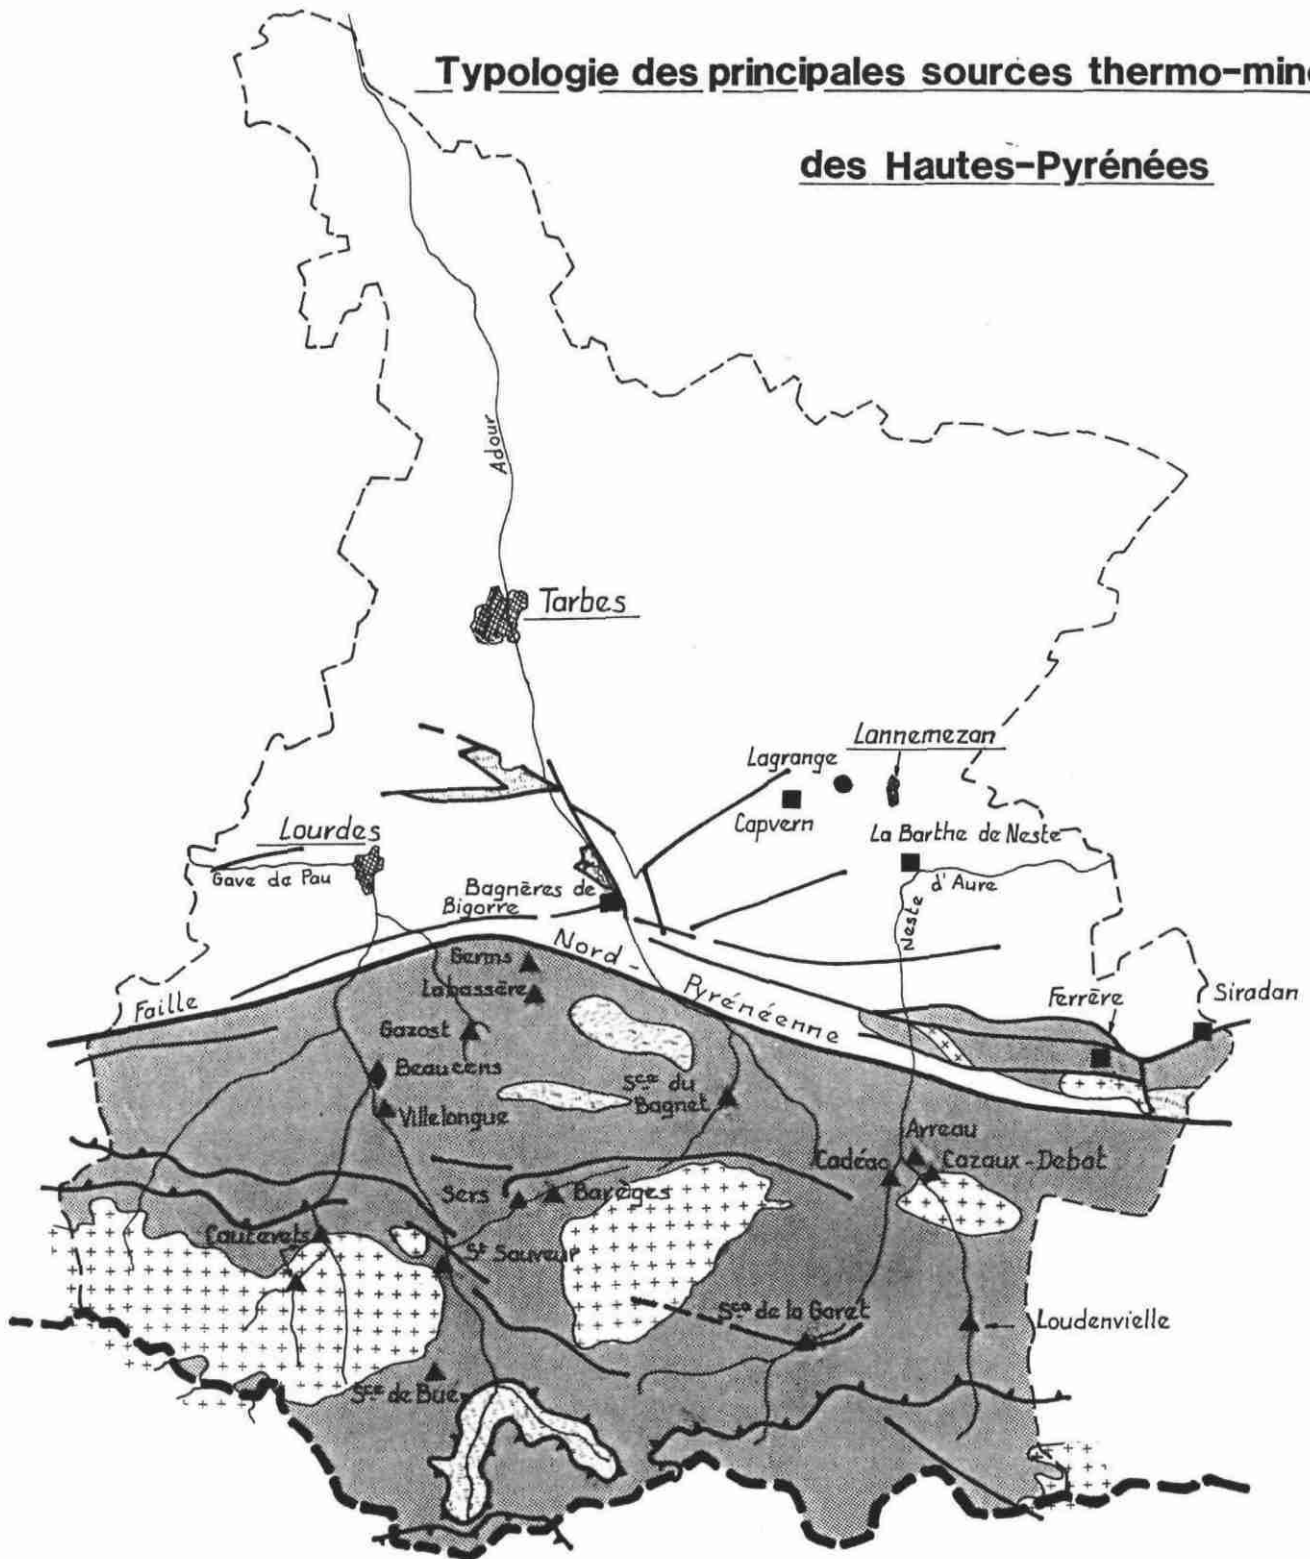 Typologie des principales sources thermo-miné
des Hautes-Pyrénées
Adour
Tarbes
Lannemezan
Lagrange
Capvern
Lourdes
La Barthe de Neste
Gave de Pau
Bagnères de
Bigorre
d'Aure
Neste
Germs
Nord-
Labassère
Pyrénéenne
Faille
Ferrère
Siradan
Gazost
Beaucens
Sce du
Bagnet
Villelongue
Arreau
Cadéac
Cazaux-Debat
Sers
Barèges
Cauterets
St Sauveur
Sce de la Garet
Loudenvielle
Sce de Bué